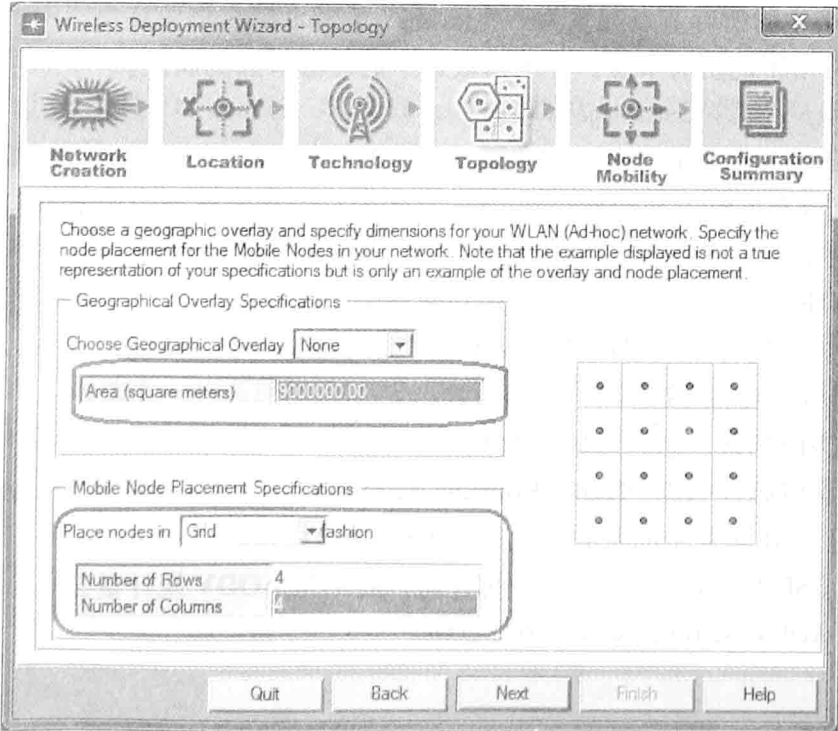 Wireless Deployment Wizard - Topology
X
X Y
Network Creation
Location
Technology
Topology
Node Mobility
Configuration Summary
Choose a geographic overlay and specify dimensions for your WLAN (Ad-hoc) network. Specify the
node placement for the Mobile Nodes in your network. Note that the example displayed is not a true
representation of your specifications but is only an example of the overlay and node placement.
Geographical Overlay Specifications
Choose Geographical Overlay None
Area (square meters) 9000000.00
Mobile Node Placement Specifications
Place nodes in Grid fashion
Number of Rows 4
Number of Columns 4
Quit Back Next Finish Help